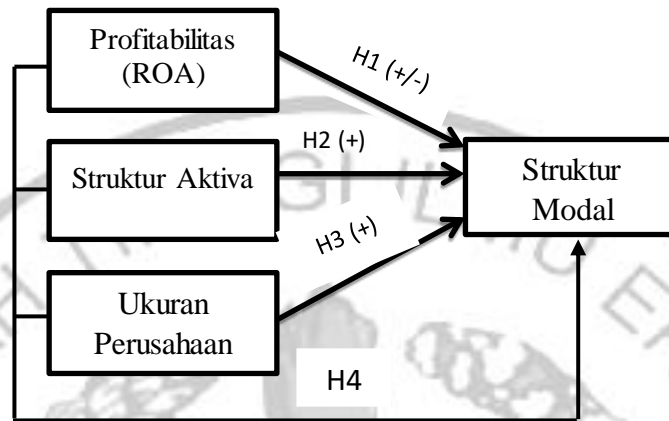 Profitabilitas
(ROA)
H1 (+/-)
H2 (+)
Struktur Aktiva
Struktur
Modal
H3 (+)
Ukuran
Perusahaan
H4